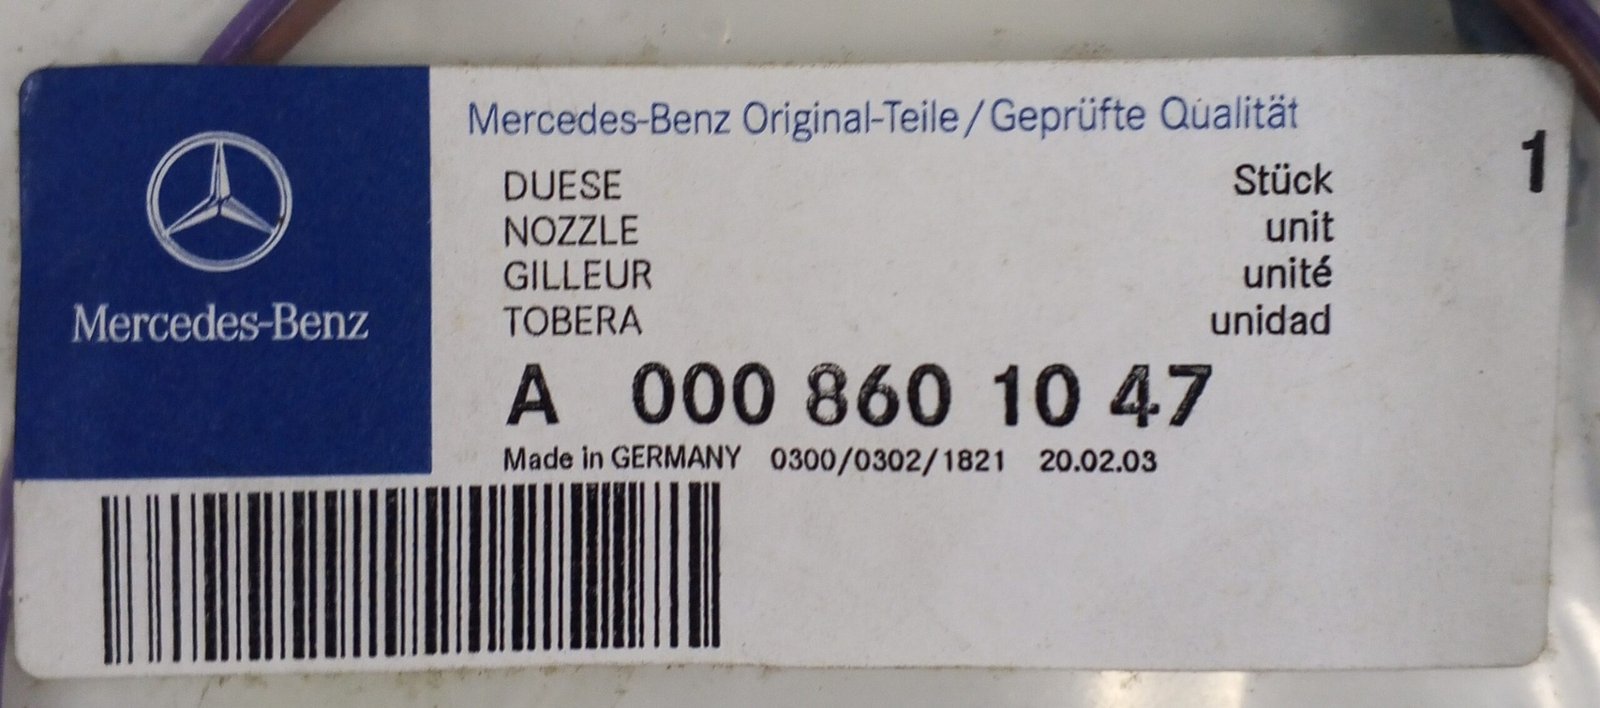 Mercedes-Benz
Mercedes-Benz Original-Teile/Geprüfte Qualität
DUESE Stück 1
NOZZLE unit
GILLEUR unité
TOBERA unidad
A 000 860 10 47
Made in GERMANY 0300/0302/1821 20.02.03